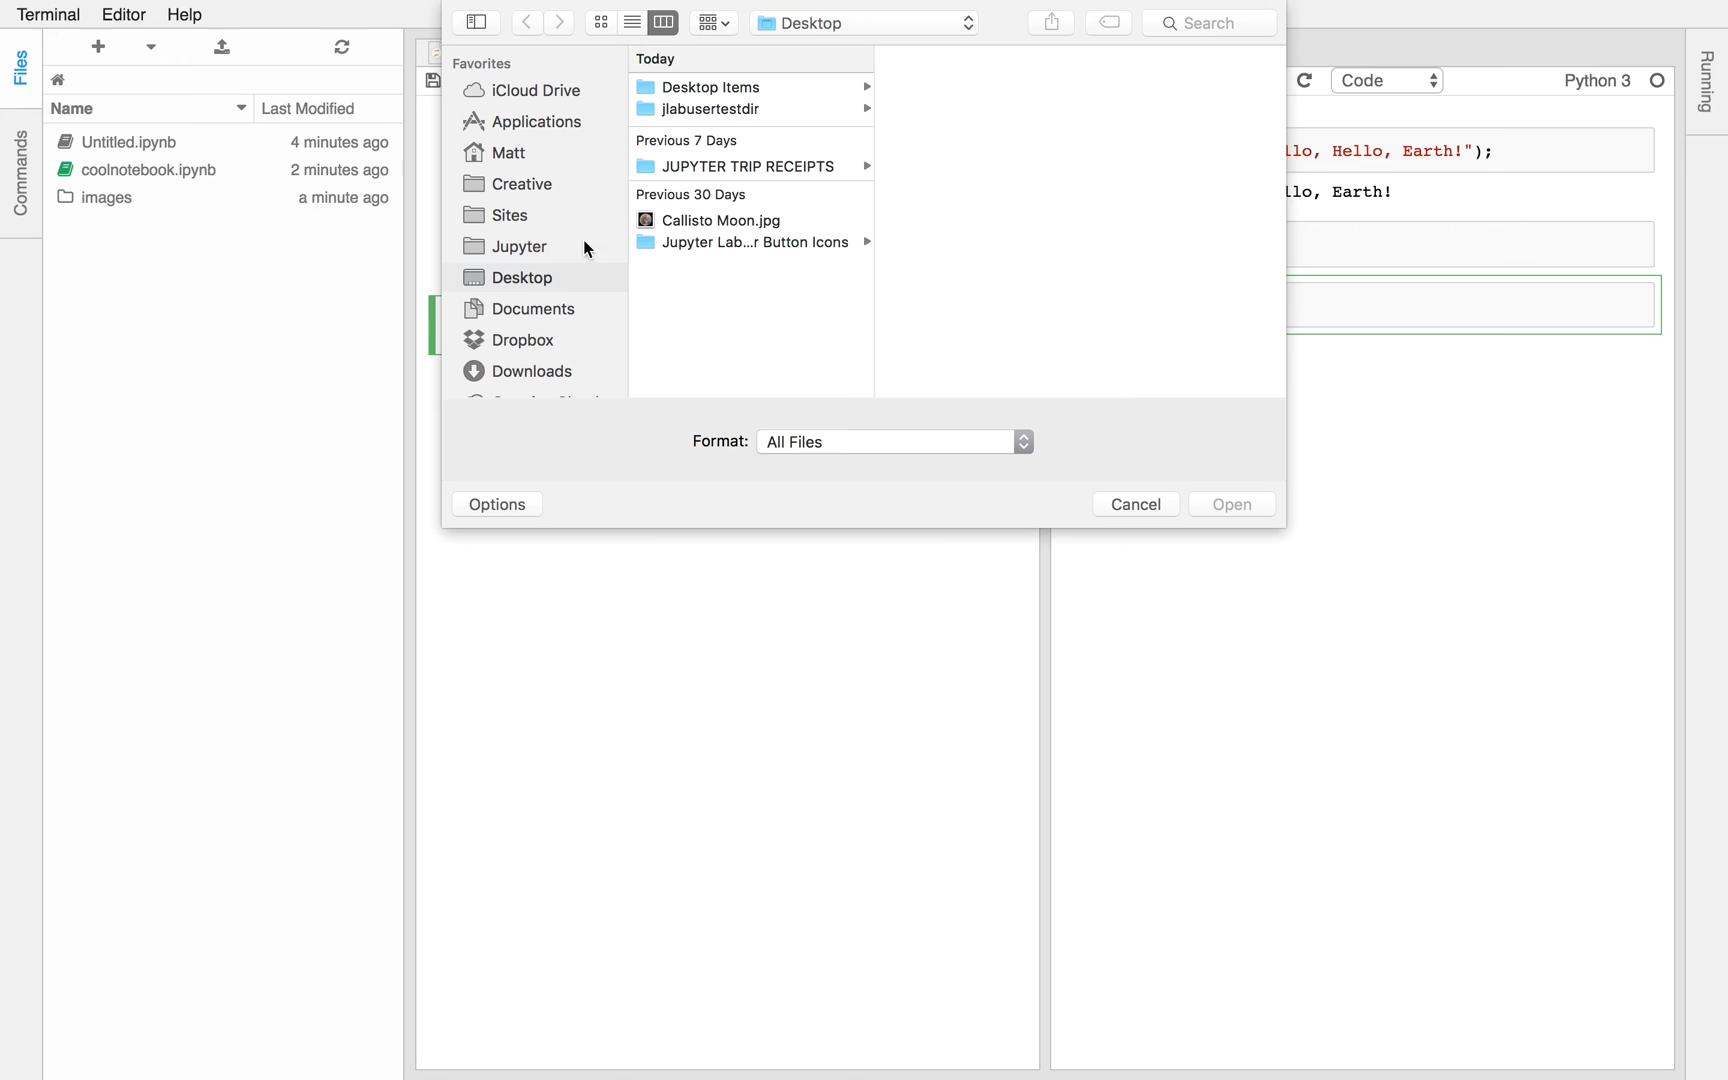 Terminal Editor Help
Files
Commands
Name Last Modified
Untitled.ipynb 4 minutes ago
coolnotebook.ipynb 2 minutes ago
images a minute ago
Desktop
Search
Favorites
iCloud Drive
Applications
Matt
Creative
Sites
Jupyter
Desktop
Documents
Dropbox
Downloads
Today
Desktop Items
jlabusertestdir
Previous 7 Days
JUPYTER TRIP RECEIPTS
Previous 30 Days
Callisto Moon.jpg
Jupyter Lab...r Button Icons
Format: All Files
Options Cancel Open
Code Python 3
llo, Hello, Earth!");
llo, Earth!
Running